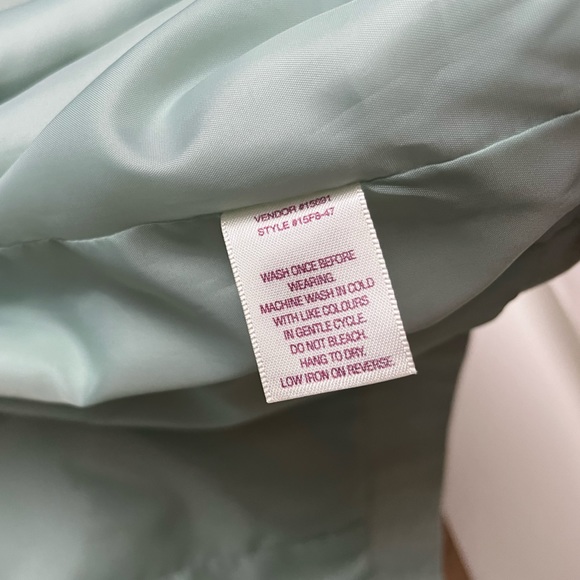 VENDOR #15691
STYLE #15F8-47
WASH ONCE BEFORE
WEARING.
MACHINE WASH IN COLD
WITH LIKE COLOURS
IN GENTLE CYCLE.
DO NOT BLEACH.
HANG TO DRY.
LOW IRON ON REVERSE